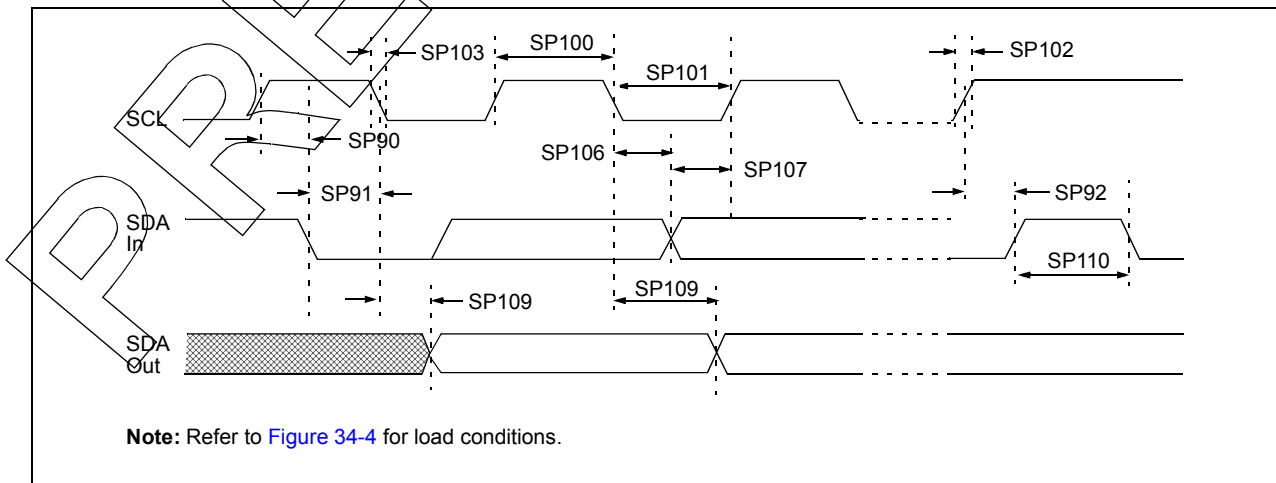 SP103
SP100
SP101
SP102
SCL
SP90
SP106
SP107
SP91
SP92
SDA
In
SP110
SP109
SP109
SDA
Out
Note: Refer to Figure 34-4 for load conditions.